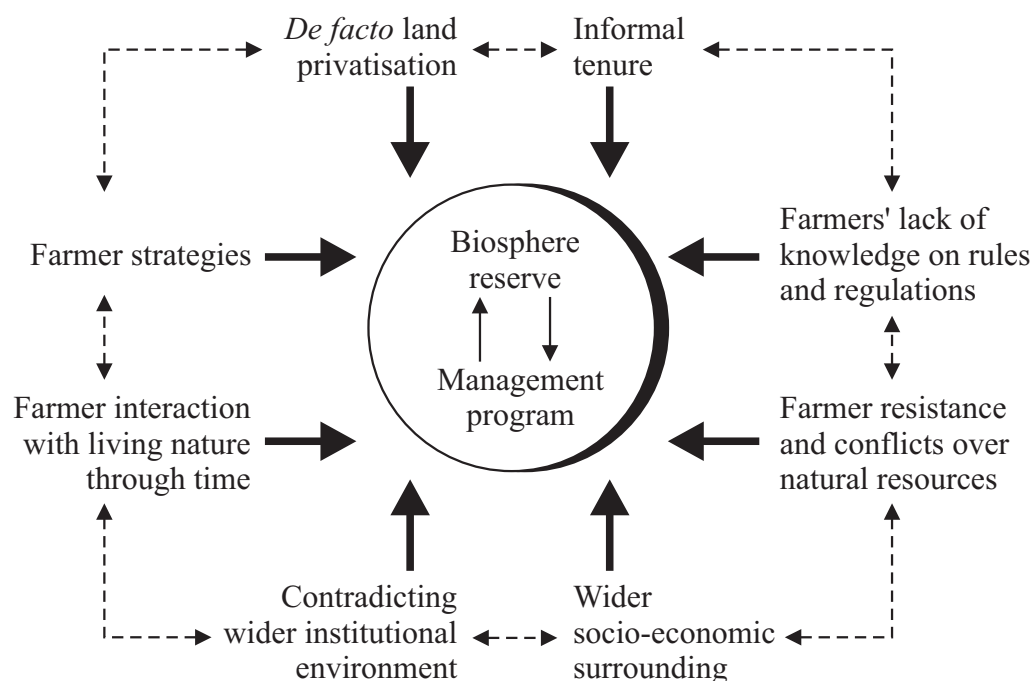 De facto land
privatisation
Informal
tenure
Farmer strategies
Biosphere
reserve
Farmers' lack of
knowledge on rules
and regulations
Farmer interaction
with living nature
through time
Management
program
Farmer resistance
and conflicts over
natural resources
Contradicting
wider institutional
environment
Wider
socio-economic
surrounding